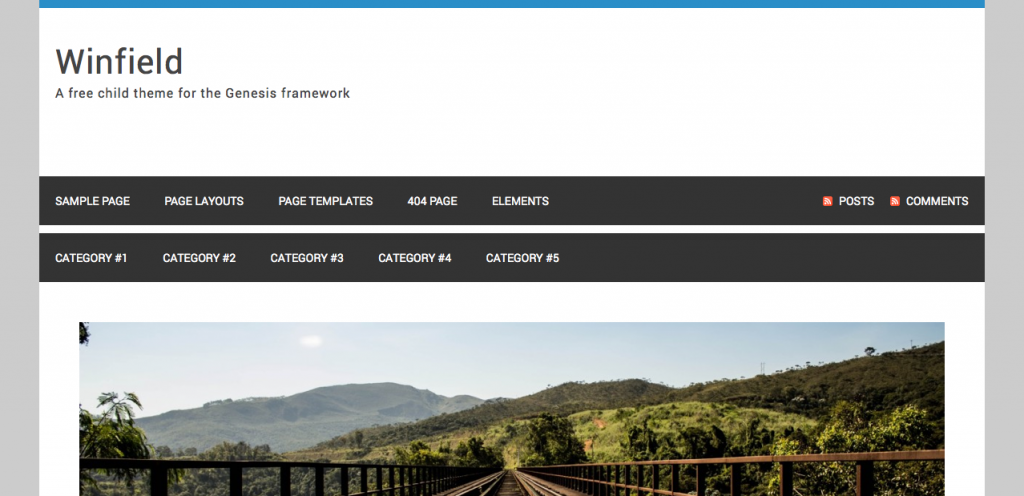 Winfield
A free child theme for the Genesis framework
SAMPLE PAGE PAGE LAYOUTS PAGE TEMPLATES 404 PAGE ELEMENTS POSTS COMMENTS
CATEGORY #1 CATEGORY #2 CATEGORY #3 CATEGORY #4 CATEGORY #5